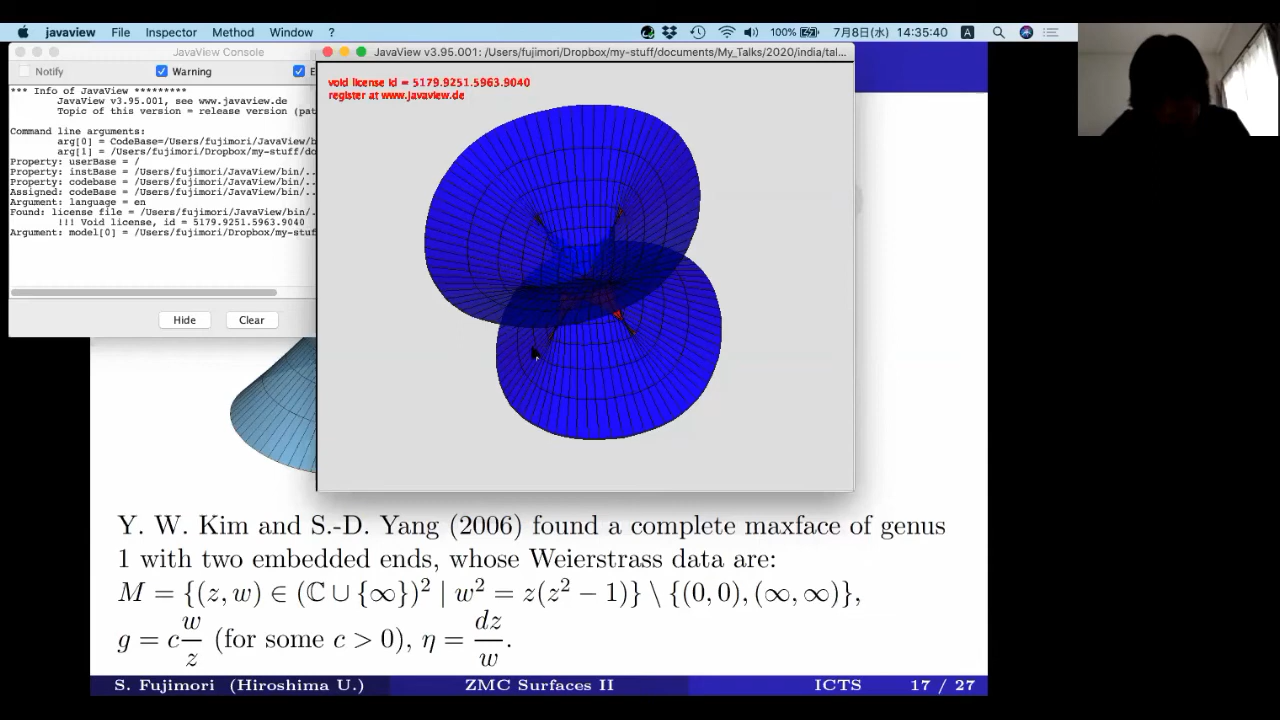 javaview File Inspector Method Window ? 100% 7月8日(水) 14:35:40 A
JavaView Console
Notify Warning
*** Info of JavaView *********
JavaView v3.95.001, see www.javaview.de
Topic of this version = release version
Command line arguments:
arg[0] = CodeBase=/Users/fujimori/JavaView/b
arg[1] = /Users/fujimori/Dropbox/my-stuff/do
Property: userBase = /
Property: instBase = /Users/fujimori/JavaView/bin/..
Property: codebase = /Users/fujimori/JavaView/bin/..
Assigned: codeBase = /Users/fujimori/JavaView/bin/..
Argument: language = en
Found: license file = /Users/fujimori/JavaView/bin/.
!!! Void license, id = 5179.9251.5963.9040
Argument: model[0] = /Users/fujimori/Dropbox/my-stuf
Hide Clear
JavaView v3.95.001: /Users/fujimori/Dropbox/my-stuff/documents/My_Talks/2020/india/tal...
void license id = 5179.9251.5963.9040
register at www.javaview.de
Y. W. Kim and S.-D. Yang (2006) found a complete maxface of genus
1 with two embedded ends, whose Weierstrass data are:
M = {(z, w) ∈ (ℂ ∪ {∞})² | w² = z(z² − 1)} \ {(0, 0), (∞, ∞)},
g = c w/z (for some c > 0), η = dz/w.
S. Fujimori (Hiroshima U.) ZMC Surfaces II ICTS 17 / 27